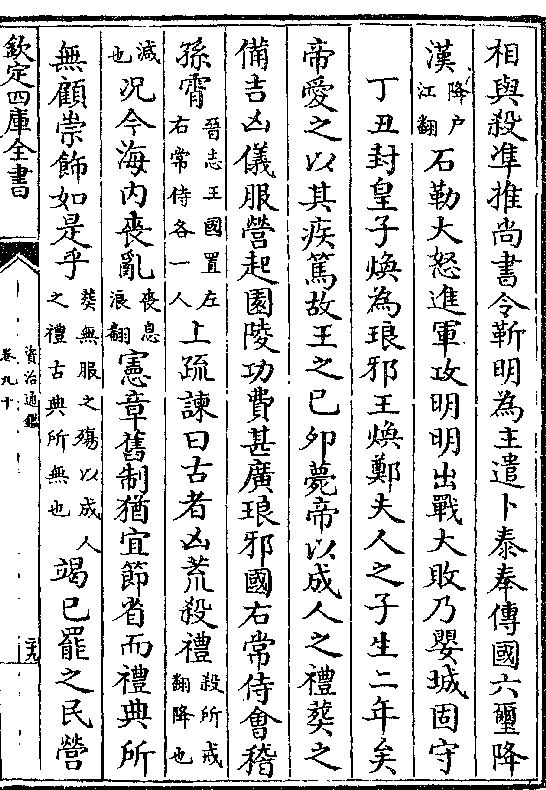 相與殺準推尚書令靳明為主遣卜泰奉傳國六璽降
漢降户江翻石勒大怒進軍攻明明出戰大敗乃嬰城固守
丁丑封皇子煥為琅邪王煥鄭夫人之子生二年矣
帝愛之以其疾篤故王之己卯薨帝以成人之禮葬之
備吉凶儀服營起園陵功費甚廣琅邪國右常侍會稽
孫霄晉志王國置左右常侍各一人上疏諫曰古者凶荒殺禮殺所戒翻降也
減也况今海内喪亂喪息浪翻憲章舊制猶宜節省而禮典所
無顧崇飾如是乎葬無服之殤以成人之禮古典所無也竭已罷之民營
欽定四庫全書
資治通鑑
卷九十
二十九